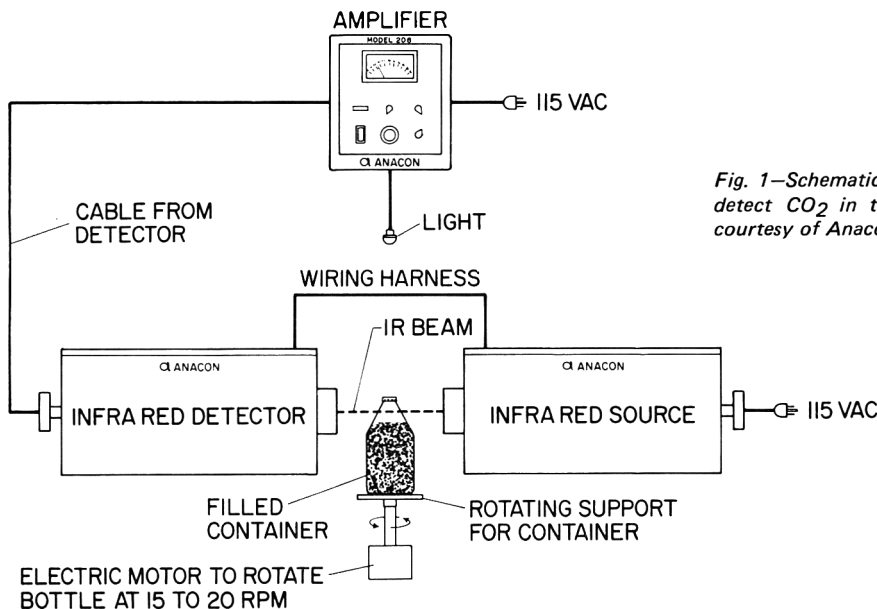 AMPLIFIER
MODEL 206
ɑ ANACON
115 VAC
CABLE FROM
DETECTOR
LIGHT
Fig. 1—Schematic
detect CO2 in t
courtesy of Anaco
WIRING HARNESS
IR BEAM
ɑ ANACON
INFRA RED DETECTOR
ɑ ANACON
INFRA RED SOURCE
115 VAC
FILLED
CONTAINER
ROTATING SUPPORT
FOR CONTAINER
ELECTRIC MOTOR TO ROTATE
BOTTLE AT 15 TO 20 RPM